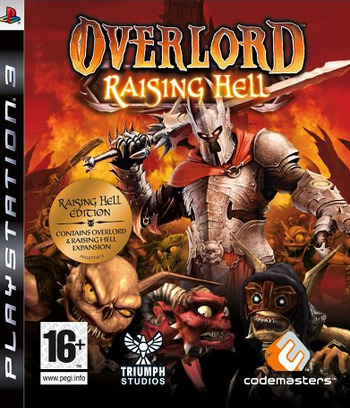 OVERLORD
RAISING HELL
PLAYSTATION 3
RAISING HELL
EDITION
CONTAINS OVERLORD
& RAISING HELL
EXPANSION
16+
www.pegi.info
TRIUMPH
STUDIOS
codemasters